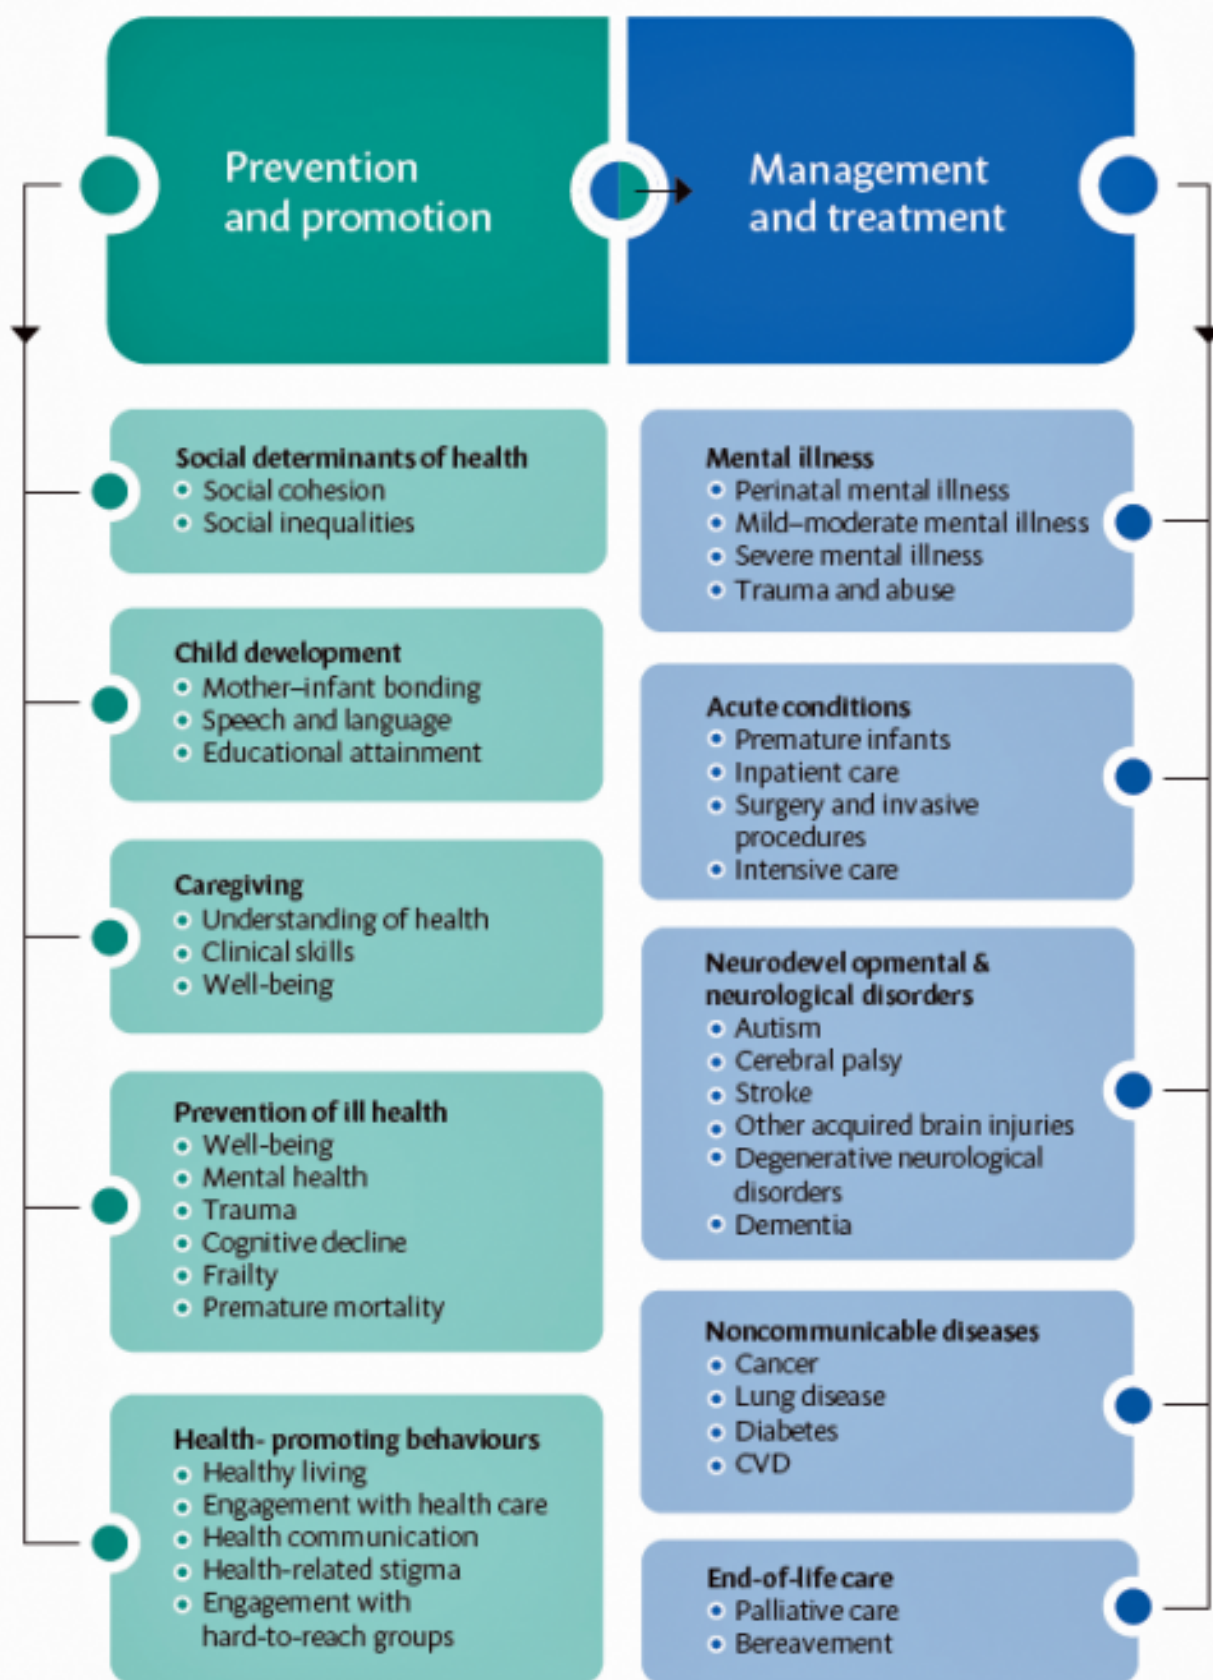 Prevention
and promotion
Management
and treatment
Social determinants of health
Social cohesion
Social inequalities
Child development
Mother–infant bonding
Speech and language
Educational attainment
Caregiving
Understanding of health
Clinical skills
Well-being
Prevention of ill health
Well-being
Mental health
Trauma
Cognitive decline
Frailty
Premature mortality
Health- promoting behaviours
Healthy living
Engagement with health care
Health communication
Health-related stigma
Engagement with
hard-to-reach groups
Mental illness
Perinatal mental illness
Mild–moderate mental illness
Severe mental illness
Trauma and abuse
Acute conditions
Premature infants
Inpatient care
Surgery and invasive
procedures
Intensive care
Neurodevel opmental &
neurological disorders
Autism
Cerebral palsy
Stroke
Other acquired brain injuries
Degenerative neurological
disorders
Dementia
Noncommunicable diseases
Cancer
Lung disease
Diabetes
CVD
End-of-life care
Palliative care
Bereavement